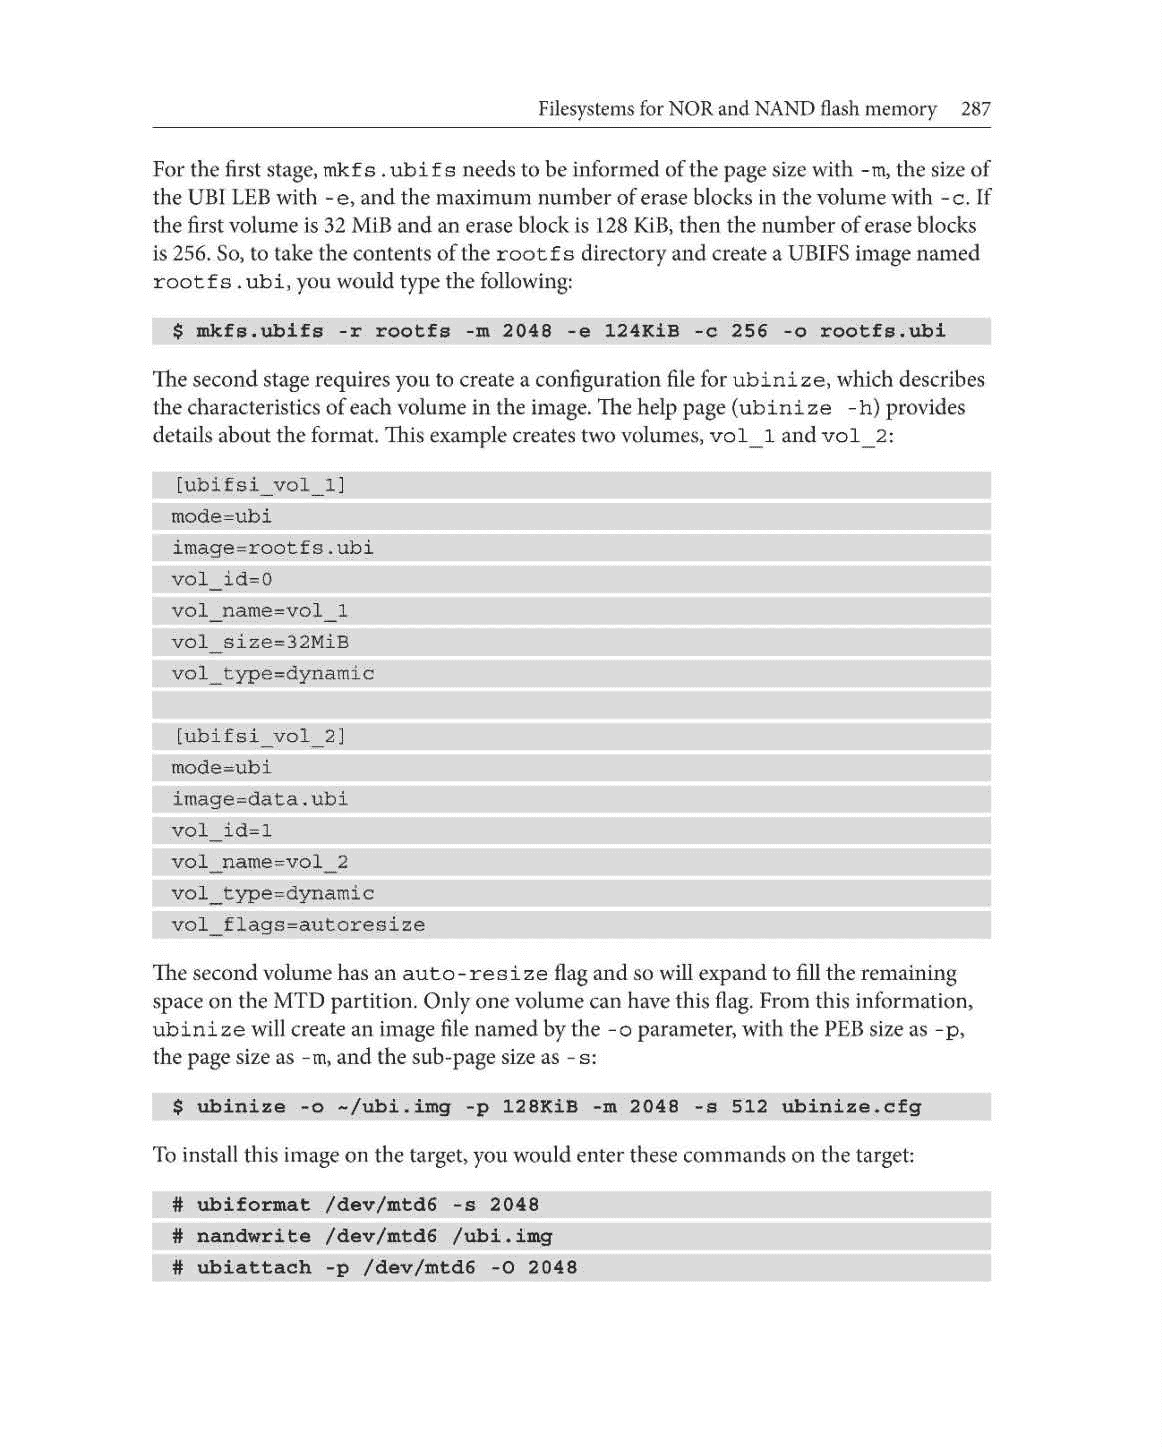 Filesystems for NOR and NAND flash memory 287
For the first stage, mkfs.ubifs needs to be informed of the page size with -m, the size of
the UBI LEB with -e, and the maximum number of erase blocks in the volume with -c. If
the first volume is 32 MiB and an erase block is 128 KiB, then the number of erase blocks
is 256. So, to take the contents of the rootfs directory and create a UBIFS image named
rootfs.ubi, you would type the following:
$ mkfs.ubifs -r rootfs -m 2048 -e 124KiB -c 256 -o rootfs.ubi
The second stage requires you to create a configuration file for ubinize, which describes
the characteristics of each volume in the image. The help page (ubinize -h) provides
details about the format. This example creates two volumes, vol_1 and vol_2:
[ubifsi_vol_1]
mode=ubi
image=rootfs.ubi
vol_id=0
vol_name=vol_1
vol_size=32MiB
vol_type=dynamic
[ubifsi_vol_2]
mode=ubi
image=data.ubi
vol_id=1
vol_name=vol_2
vol_type=dynamic
vol_flags=autoresize
The second volume has an auto-resize flag and so will expand to fill the remaining
space on the MTD partition. Only one volume can have this flag. From this information,
ubinize will create an image file named by the -o parameter, with the PEB size as -p,
the page size as -m, and the sub-page size as -s:
$ ubinize -o ~/ubi.img -p 128KiB -m 2048 -s 512 ubinize.cfg
To install this image on the target, you would enter these commands on the target:
# ubiformat /dev/mtd6 -s 2048
# nandwrite /dev/mtd6 /ubi.img
# ubiattach -p /dev/mtd6 -O 2048